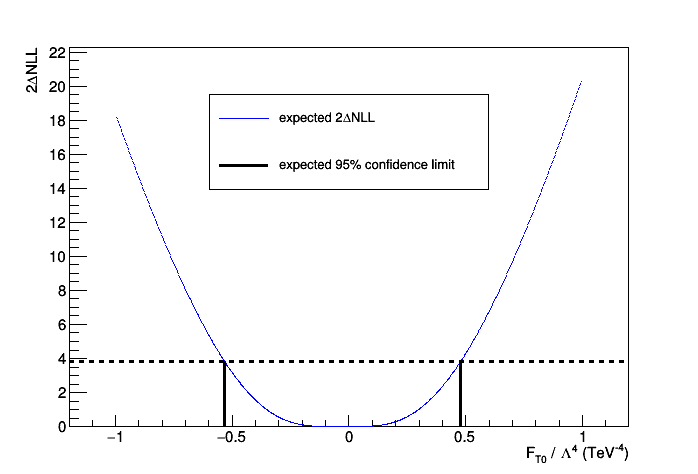 2ΔNLL
22
20
18
16
14
12
10
8
6
4
2
0
expected 2ΔNLL
expected 95% confidence limit
−1 −0.5 0 0.5 1
F_T0 / Λ^4 (TeV^-4)